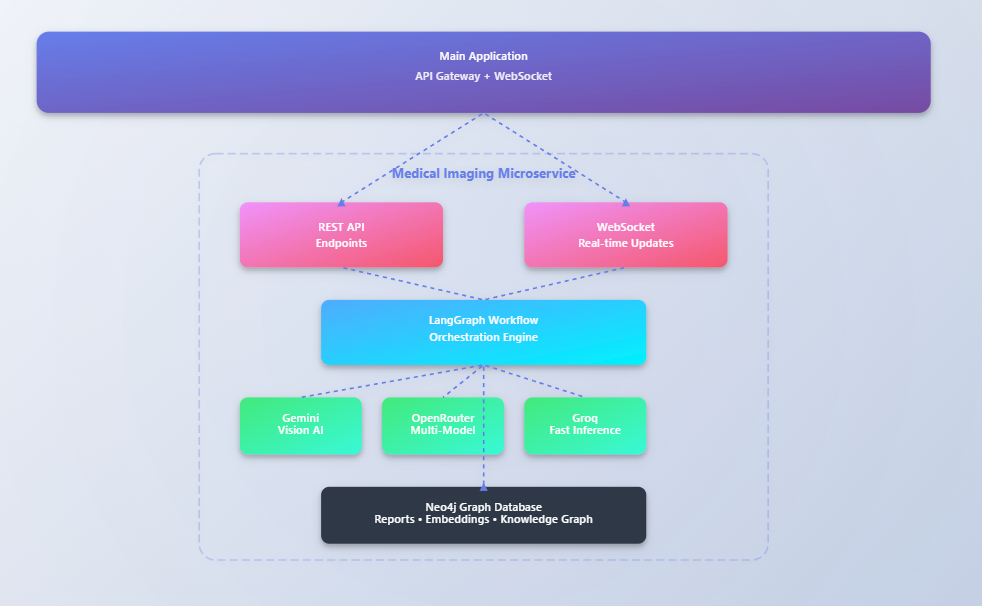 Main Application
API Gateway + WebSocket
Medical Imaging Microservice
REST API
Endpoints
WebSocket
Real-time Updates
LangGraph Workflow
Orchestration Engine
Gemini
Vision AI
OpenRouter
Multi-Model
Groq
Fast Inference
Neo4j Graph Database
Reports • Embeddings • Knowledge Graph